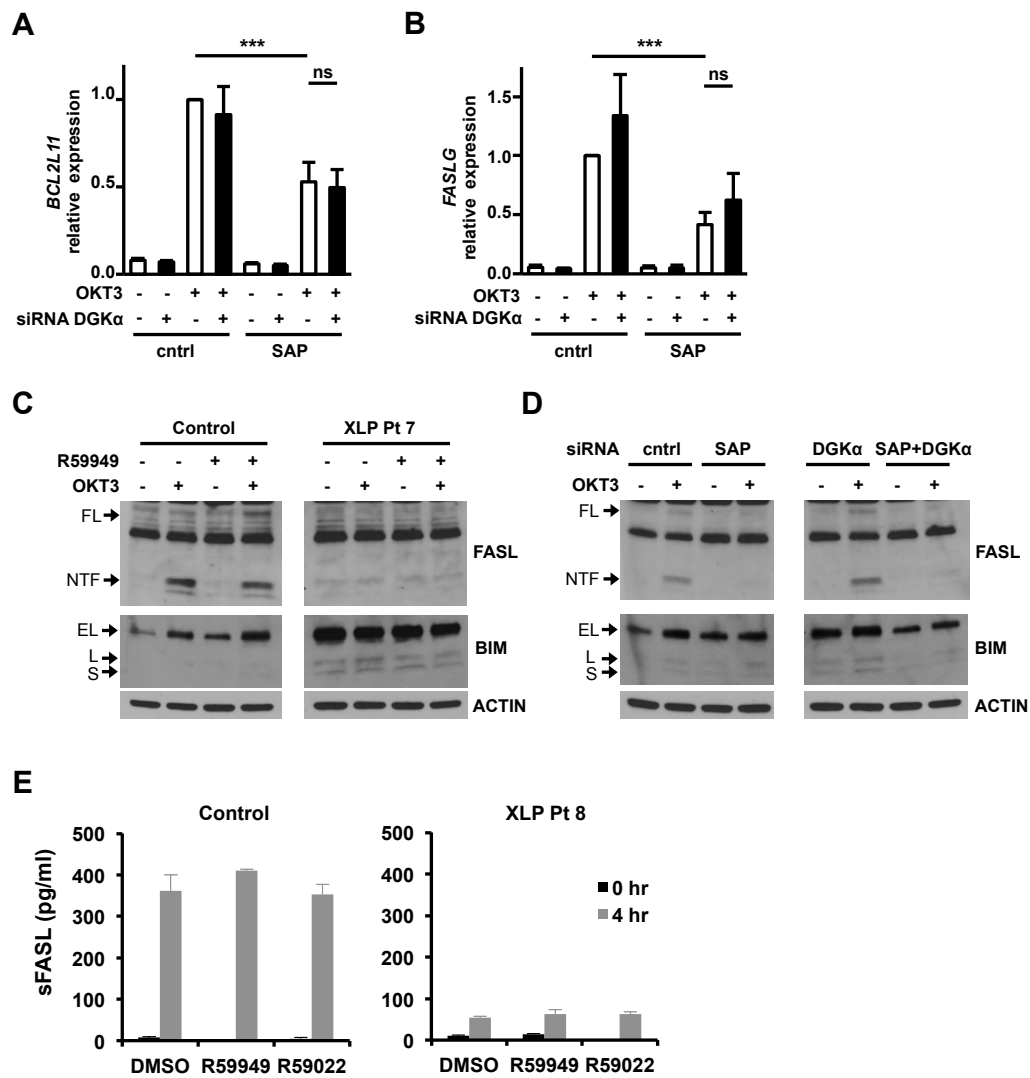 A
***
ns
BCL2L11
relative expression
1.0
0.5
0.0
OKT3 - - + + - - + +
siRNA DGKα - + - + - + - +
cntrl SAP
B
***
ns
FASLG
relative expression
1.5
1.0
0.5
0.0
OKT3 - - + + - - + +
siRNA DGKα - + - + - + - +
cntrl SAP
C
Control XLP Pt 7
R59949 - - + + - - + +
OKT3 - + - + - + - +
FL
FASL
NTF
EL
BIM
L
S
ACTIN
D
siRNA cntrl SAP DGKα SAP+DGKα
OKT3 - + - + - + - +
FL
FASL
NTF
EL
BIM
L
S
ACTIN
E
Control
sFASL (pg/ml)
500
400
300
200
100
0
DMSO R59949 R59022
XLP Pt 8
500
400
300
200
100
0
0 hr
4 hr
DMSO R59949 R59022